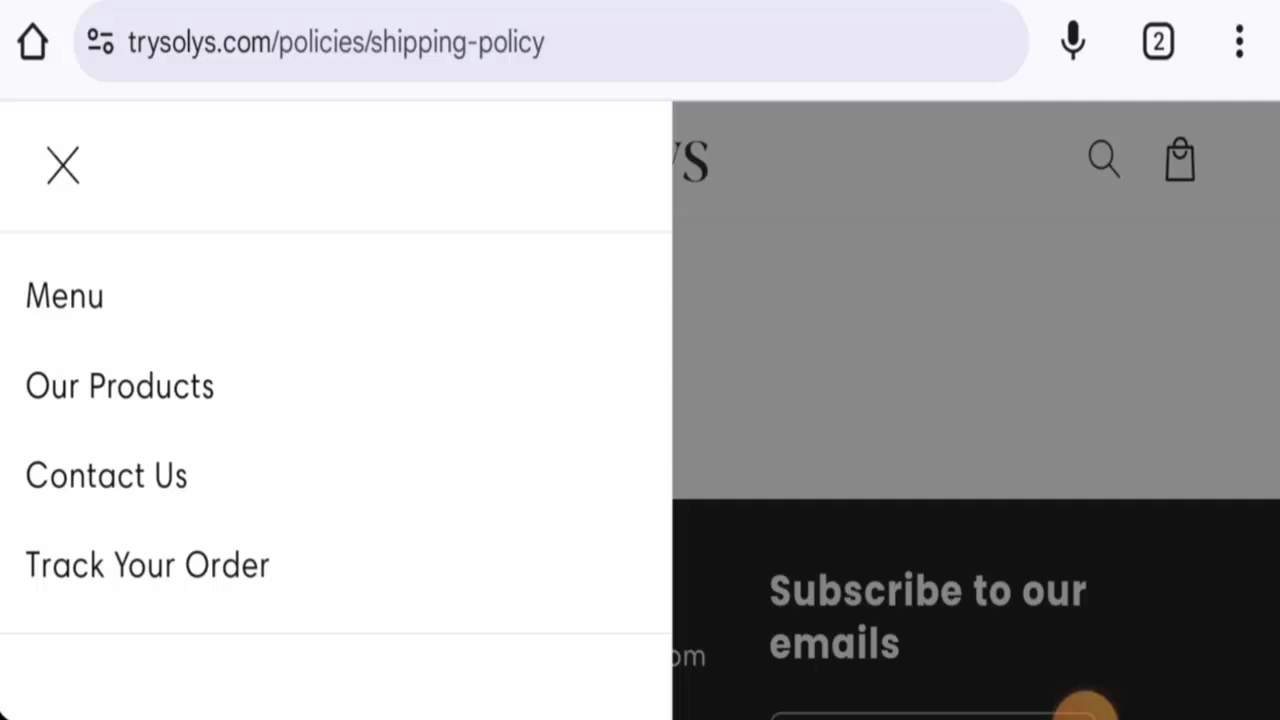 trysolys.com/policies/shipping-policy
2
Menu
Our Products
Contact Us
Track Your Order
Subscribe to our
emails